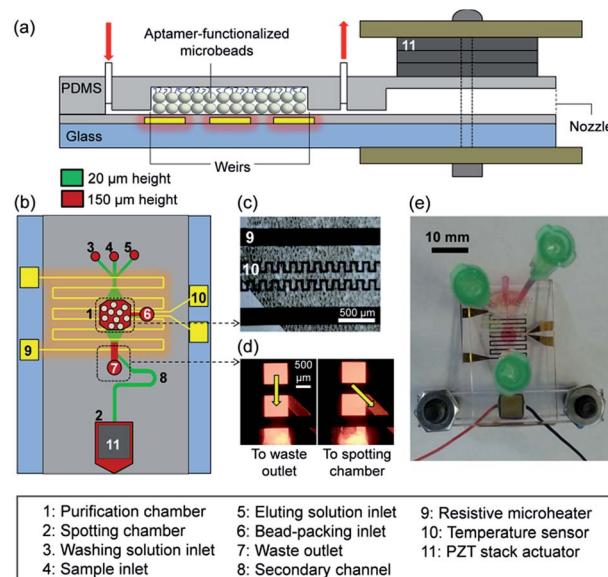 (a)
Aptamer-functionalized
microbeads
11
PDMS
Glass
Weirs
Nozzle
20 μm height
150 μm height
(b)
3 4 5
1
6
10
9
7
8
2
11
(c)
9
10
500 μm
(d)
500
μm
To waste
outlet
To spotting
chamber
(e)
10 mm
1: Purification chamber
2: Spotting chamber
3: Washing solution inlet
4: Sample inlet
5: Eluting solution inlet
6: Bead-packing inlet
7: Waste outlet
8: Secondary channel
9: Resistive microheater
10: Temperature sensor
11: PZT stack actuator